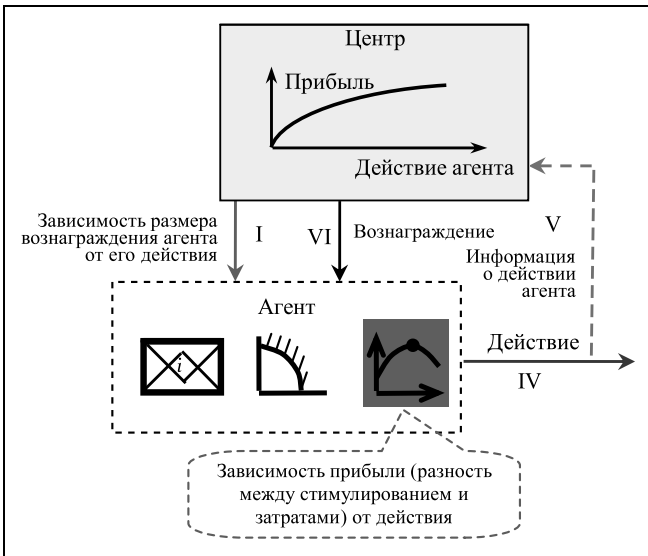 Центр
Прибыль
Действие агента
Зависимость размера
вознаграждения агента
от его действия
I
VI
Вознаграждение
V
Информация
о действии
агента
Агент
i
Действие
IV
Зависимость прибыли (разность
между стимулированием и
затратами) от действия